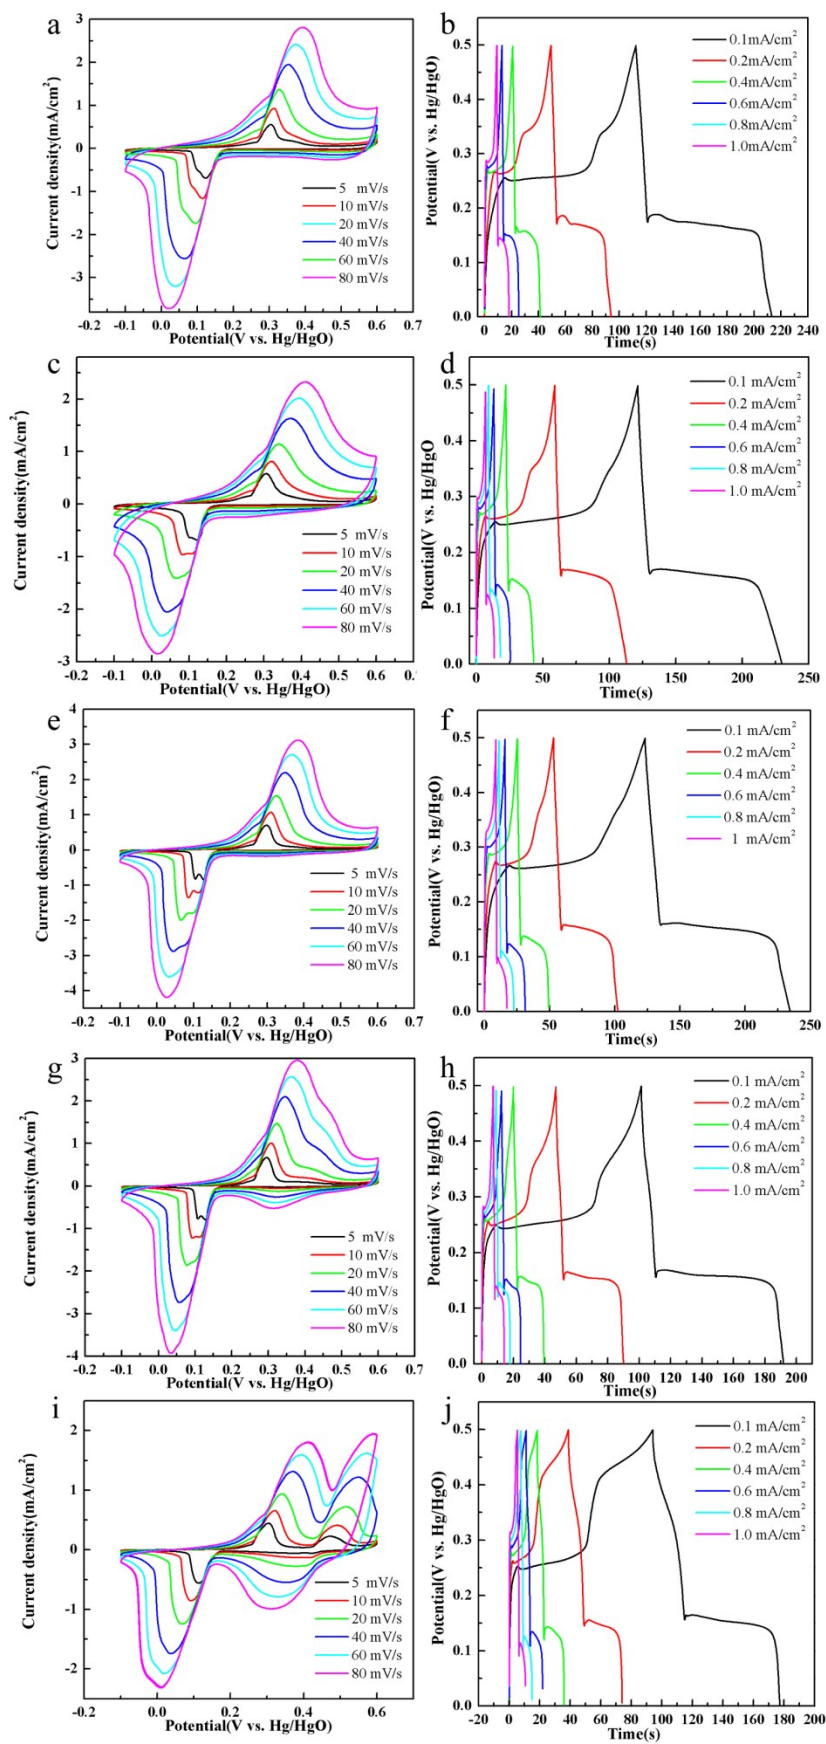 a
Current density(mA/cm²)
3
2
1
0
-1
-2
-3
5 mV/s
10 mV/s
20 mV/s
40 mV/s
60 mV/s
80 mV/s
-0.2 -0.1 0.0 0.1 0.2 0.3 0.4 0.5 0.6 0.7
Potential(V vs. Hg/HgO)
b
Potential(V vs. Hg/HgO)
0.5
0.4
0.3
0.2
0.1
0.0
0.1mA/cm²
0.2mA/cm²
0.4mA/cm²
0.6mA/cm²
0.8mA/cm²
1.0mA/cm²
0 20 40 60 80 100 120 140 160 180 200 220 240
Time(s)
c
Current density(mA/cm²)
2
1
0
-1
-2
-3
5 mV/s
10 mV/s
20 mV/s
40 mV/s
60 mV/s
80 mV/s
-0.1 0.0 0.1 0.2 0.3 0.4 0.5 0.6 0.
Potential(V vs. Hg/HgO)
d
Potential(V vs. Hg/HgO
0.5
0.4
0.3
0.2
0.1
0.0
0.1 mA/cm²
0.2 mA/cm²
0.4 mA/cm²
0.6 mA/cm²
0.8 mA/cm²
1.0 mA/cm²
0 50 100 150 200 250
Time(s)
e
Current density(mA/cm²)
4
3
2
1
0
-1
-2
-3
-4
5 mV/s
10 mV/s
20 mV/s
40 mV/s
60 mV/s
80 mV/s
-0.2 -0.1 0.0 0.1 0.2 0.3 0.4 0.5 0.6 0.7
Potential(V vs. Hg/HgO)
f
Potential(V vs. Hg/HgO)
0.5
0.4
0.3
0.2
0.1
0.0
0.1 mA/cm²
0.2 mA/cm²
0.4 mA/cm²
0.6 mA/cm²
0.8 mA/cm²
1 mA/cm²
0 50 100 150 200 250
Time(s)
g
Current density(mA/cm²)
3
2
1
0
-1
-2
-3
-4
5 mV/s
10 mV/s
20 mV/s
40 mV/s
60 mV/s
80 mV/s
-0.2 -0.1 0.0 0.1 0.2 0.3 0.4 0.5 0.6 0.7
Potential(V vs. Hg/HgO)
h
Potential(V vs. Hg/HgO)
0.5
0.4
0.3
0.2
0.1
0.0
0.1 mA/cm²
0.2 mA/cm²
0.4 mA/cm²
0.6 mA/cm²
0.8 mA/cm²
1.0 mA/cm²
0 20 40 60 80 100 120 140 160 180 200
Time(s)
i
Current density(mA/cm²)
2
1
0
-1
-2
5 mV/s
10 mV/s
20 mV/s
40 mV/s
60 mV/s
80 mV/s
-0.1 0.0 0.1 0.2 0.3 0.4 0.5 0.6
Potential(V vs. Hg/HgO)
j
Potential(V vs. Hg/HgO)
0.5
0.4
0.3
0.2
0.1
0.0
0.1 mA/cm²
0.2 mA/cm²
0.4 mA/cm²
0.6 mA/cm²
0.8 mA/cm²
1.0 mA/cm²
-20 0 20 40 60 80 100 120 140 160 180 200
Time(s)